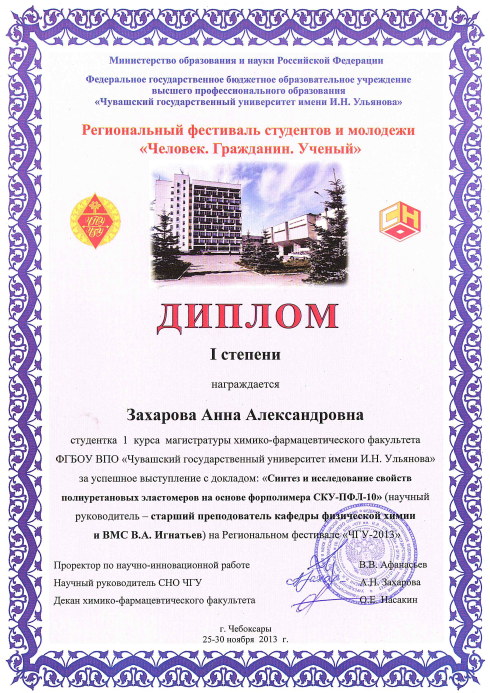 Министерство образования и науки Российской Федерации
Федеральное государственное бюджетное образовательное учреждение
высшего профессионального образования
«Чувашский государственный университет имени И.Н. Ульянова»
Региональный фестиваль студентов и молодежи
«Человек. Гражданин. Ученый»
ЧПУ
ЧГУ
СНО
ДИПЛОМ
I степени
награждается
Захарова Анна Александровна
студентка 1 курса магистратуры химико-фармацевтического факультета
ФГБОУ ВПО «Чувашский государственный университет имени И.Н. Ульянова»
за успешное выступление с докладом: «Синтез и исследование свойств
полиуретановых эластомеров на основе форполимера СКУ-ПФЛ-10» (научный
руководитель – старший преподаватель кафедры физической химии
и ВМС В.А. Игнатьев) на Региональном фестивале «ЧГУ-2013»
Проректор по научно-инновационной работе В.В. Афанасьев
Научный руководитель СНО ЧГУ А.Н. Захарова
Декан химико-фармацевтического факультета О.Е. Насакин
г. Чебоксары
25-30 ноября 2013 г.